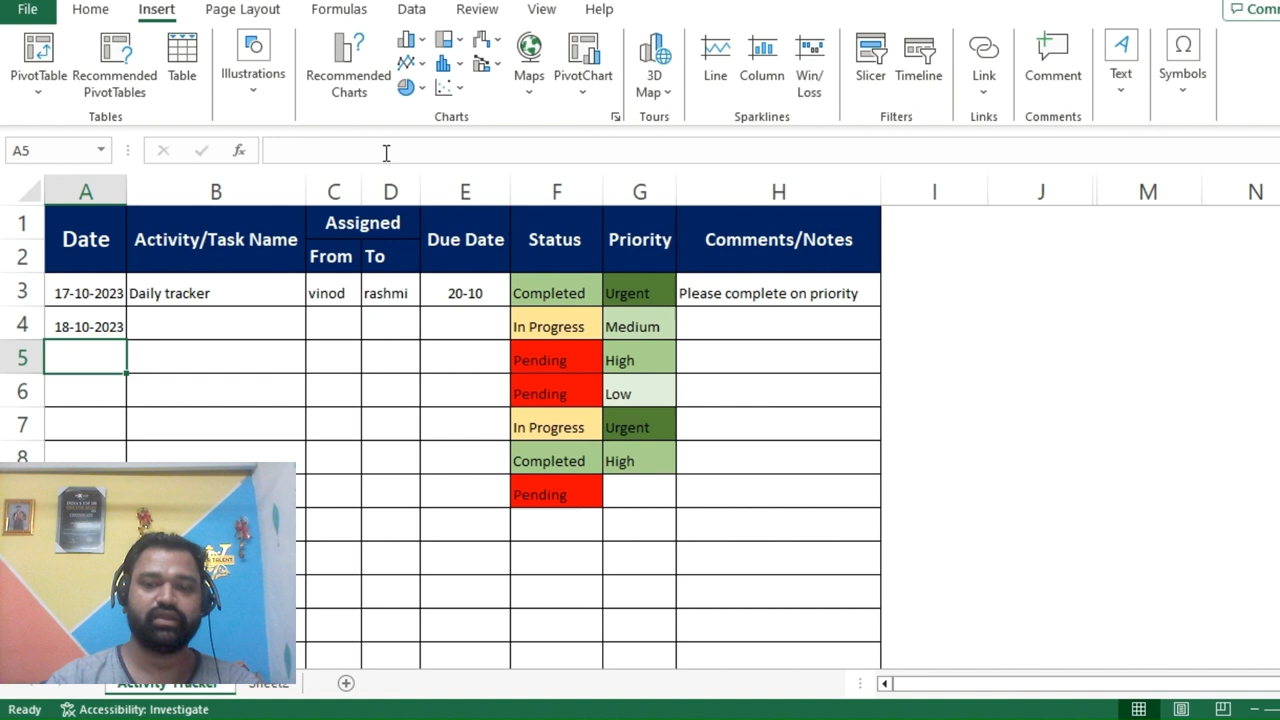 File Home Insert Page Layout Formulas Data Review View Help
PivotTable Recommended PivotTables Table Illustrations Recommended Charts Maps PivotChart 3D Map Line Column Win/Loss Slicer Timeline Link Comment Text Symbols
Tables Charts Tours Sparklines Filters Links Comments
A5 fx
A B C D E F G H I J M N
1 Date Activity/Task Name Assigned Due Date Status Priority Comments/Notes
2 From To
3 17-10-2023 Daily tracker vinod rashmi 20-10 Completed Urgent Please complete on priority
4 18-10-2023 In Progress Medium
5 Pending High
6 Pending Low
7 In Progress Urgent
8 Completed High
Pending
TALENT
Activity Tracker Sheet2
Ready Accessibility: Investigate